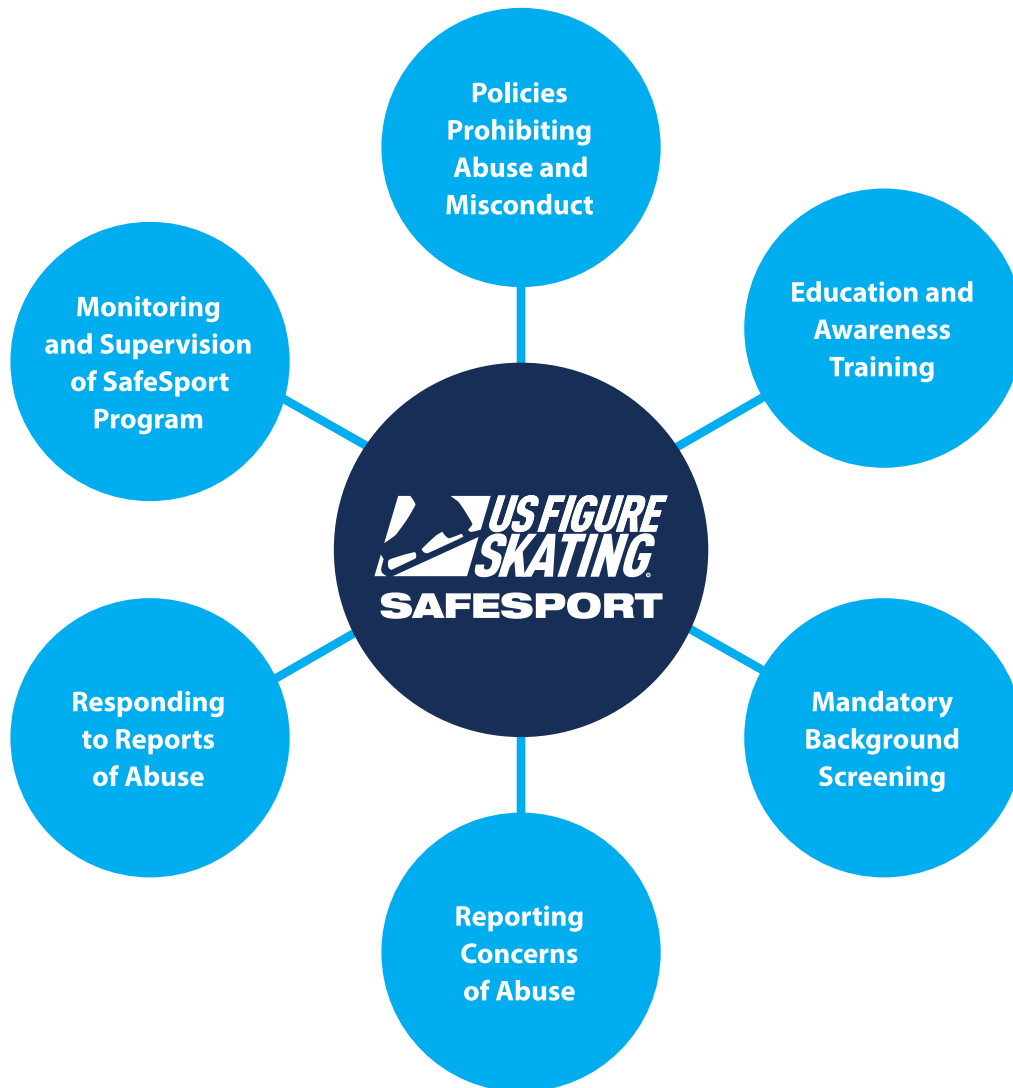 Policies
Prohibiting
Abuse and
Misconduct
Education and
Awareness
Training
Mandatory
Background
Screening
Reporting
Concerns
of Abuse
Responding
to Reports
of Abuse
Monitoring
and Supervision
of SafeSport
Program
US FIGURE
SKATING
SAFESPORT